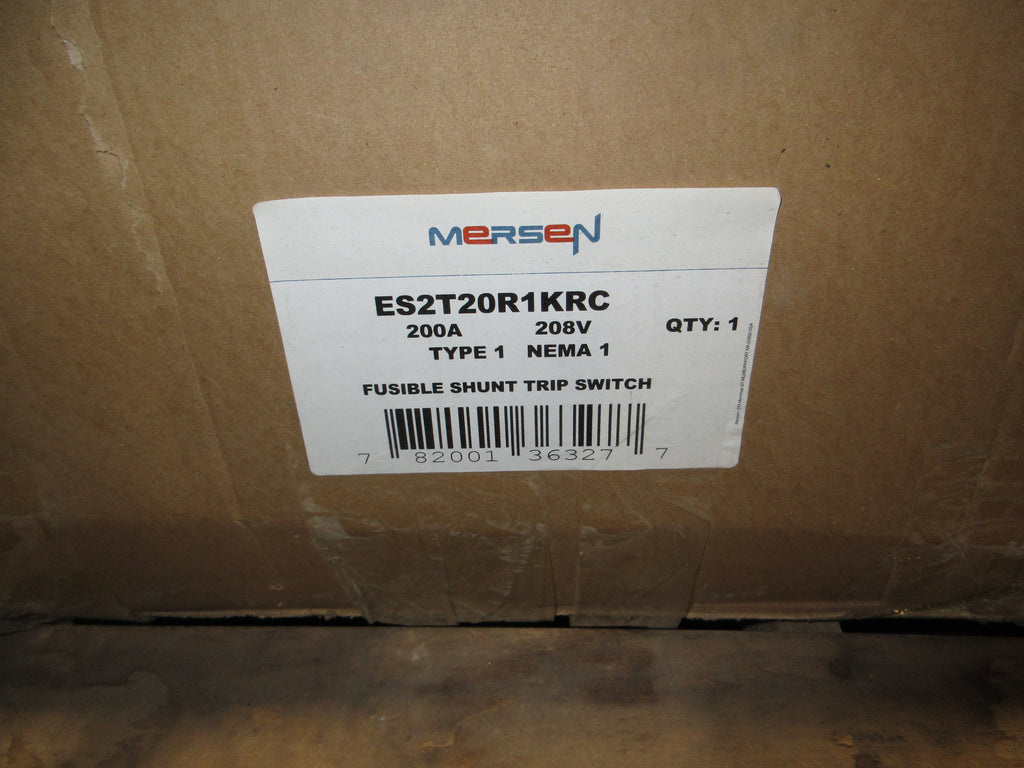 MERSEN
ES2T20R1KRC
200A 208V QTY: 1
TYPE 1 NEMA 1
FUSIBLE SHUNT TRIP SWITCH
7 82001 36327 7